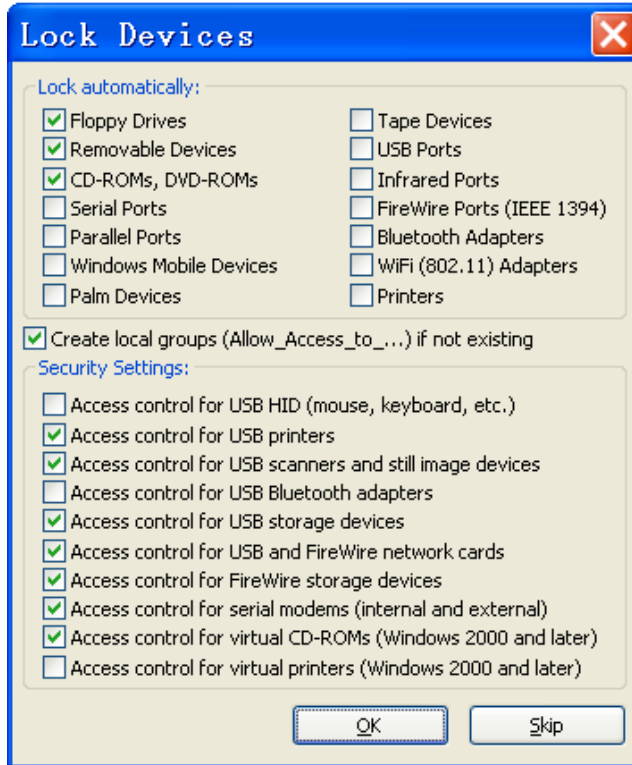 Lock Devices
Lock automatically:
Floppy Drives
Removable Devices
CD-ROMs, DVD-ROMs
Serial Ports
Parallel Ports
Windows Mobile Devices
Palm Devices
Tape Devices
USB Ports
Infrared Ports
FireWire Ports (IEEE 1394)
Bluetooth Adapters
WiFi (802.11) Adapters
Printers
Create local groups (Allow_Access_to_...) if not existing
Security Settings:
Access control for USB HID (mouse, keyboard, etc.)
Access control for USB printers
Access control for USB scanners and still image devices
Access control for USB Bluetooth adapters
Access control for USB storage devices
Access control for USB and FireWire network cards
Access control for FireWire storage devices
Access control for serial modems (internal and external)
Access control for virtual CD-ROMs (Windows 2000 and later)
Access control for virtual printers (Windows 2000 and later)
OK
Skip